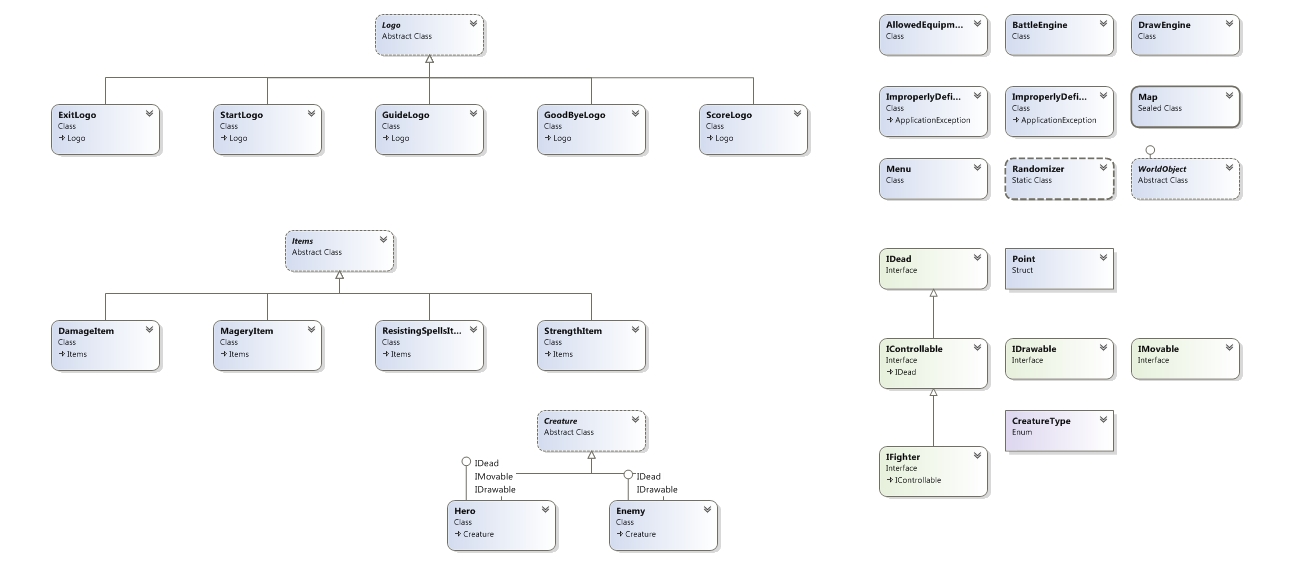 Logo
Abstract Class
ExitLogo
Class
Logo
StartLogo
Class
Logo
GuideLogo
Class
Logo
GoodByeLogo
Class
Logo
ScoreLogo
Class
Logo
Items
Abstract Class
DamageItem
Class
Items
MageryItem
Class
Items
ResistingSpellsIt...
Class
Items
StrengthItem
Class
Items
Creature
Abstract Class
IDead
IMovable
IDrawable
Hero
Class
Creature
IDead
IDrawable
Enemy
Class
Creature
AllowedEquipm...
Class
BattleEngine
Class
DrawEngine
Class
ImproperlyDefi...
Class
ApplicationException
ImproperlyDefi...
Class
ApplicationException
Map
Sealed Class
Menu
Class
Randomizer
Static Class
WorldObject
Abstract Class
IDead
Interface
Point
Struct
IControllable
Interface
IDead
IDrawable
Interface
IMovable
Interface
CreatureType
Enum
IFighter
Interface
IControllable